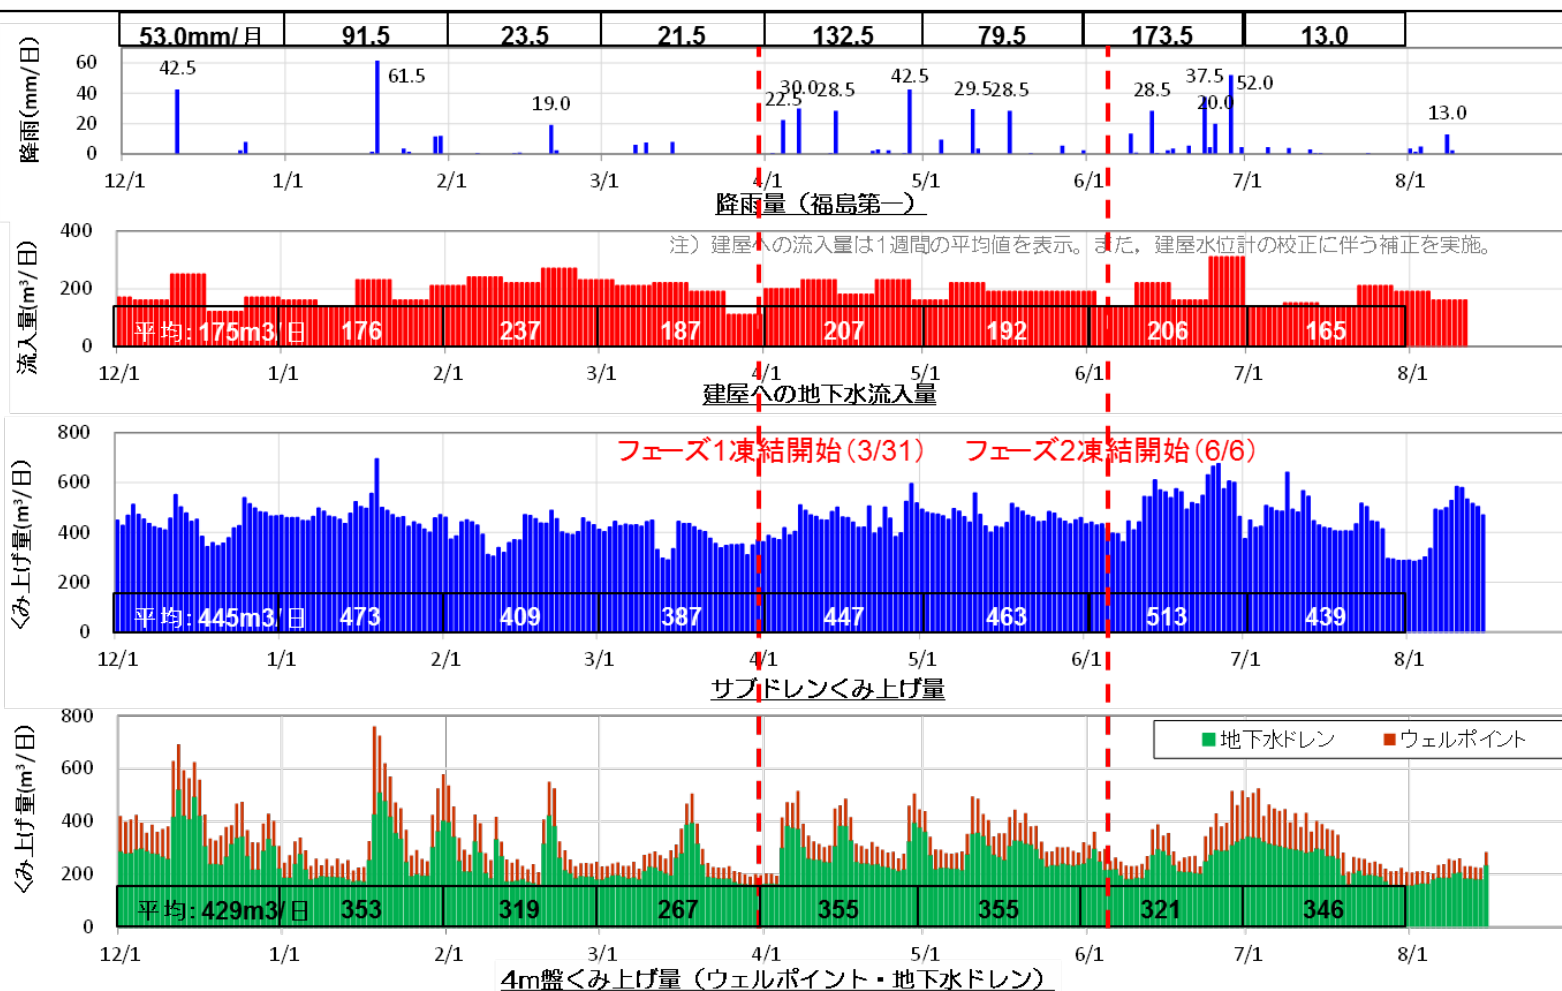 53.0mm/月 91.5 23.5 21.5 132.5 79.5 173.5 13.0
降雨(mm/日)
60
40
20
0
42.5 61.5 19.0 22.5 30.0 28.5 42.5 29.5 28.5 28.5 37.5 20.0 52.0 13.0
12/1 1/1 2/1 3/1 4/1 5/1 6/1 7/1 8/1
降雨量（福島第一）
流入量(m³/日)
400
200
0
注）建屋への流入量は1週間の平均値を表示。また，建屋水位計の校正に伴う補正を実施。
平均: 175m3/日 176 237 187 207 192 206 165
12/1 1/1 2/1 3/1 4/1 5/1 6/1 7/1 8/1
建屋への地下水流入量
くみ上げ量(m³/日)
800
600
400
200
0
フェーズ1凍結開始(3/31) フェーズ2凍結開始(6/6)
平均: 445m3/日 473 409 387 447 463 513 439
12/1 1/1 2/1 3/1 4/1 5/1 6/1 7/1 8/1
サブドレンくみ上げ量
くみ上げ量(m³/日)
800
600
400
200
0
地下水ドレン ウェルポイント
平均: 429m3/日 353 319 267 355 355 321 346
12/1 1/1 2/1 3/1 4/1 5/1 6/1 7/1 8/1
4m盤くみ上げ量（ウェルポイント・地下水ドレン）